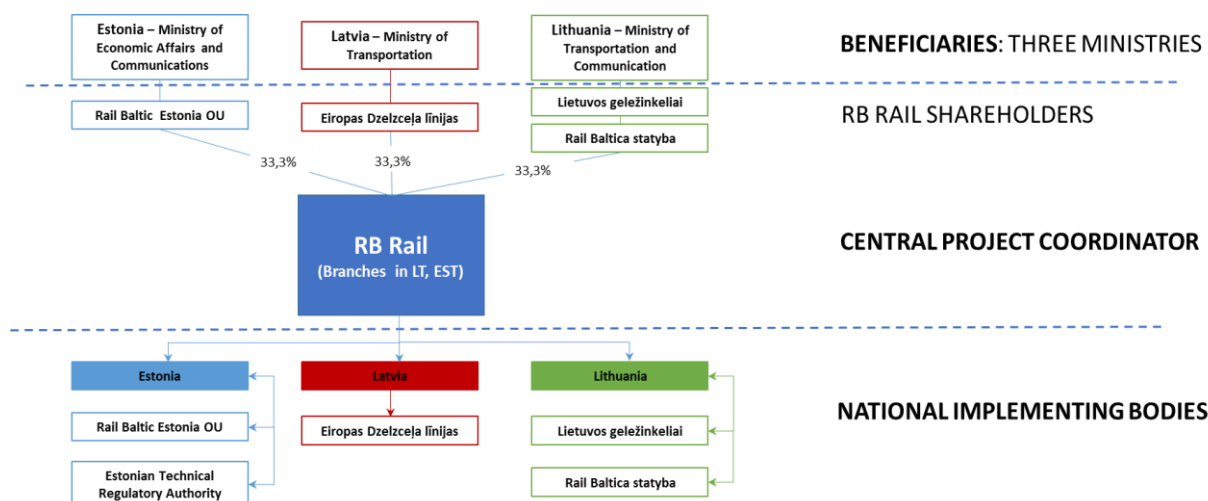 Estonia – Ministry of
Economic Affairs and
Communications
Latvia – Ministry of
Transportation
Lithuania – Ministry of
Transportation and
Communication
BENEFICIARIES: THREE MINISTRIES
Rail Baltic Estonia OU
Eiropas Dzelzceļa līnijas
Lietuvos geležinkeliai
Rail Baltica statyba
RB RAIL SHAREHOLDERS
33,3%
33,3%
33,3%
RB Rail
(Branches in LT, EST)
CENTRAL PROJECT COORDINATOR
Estonia
Latvia
Lithuania
Rail Baltic Estonia OU
Eiropas Dzelzceļa līnijas
Lietuvos geležinkeliai
NATIONAL IMPLEMENTING BODIES
Estonian Technical
Regulatory Authority
Rail Baltica statyba